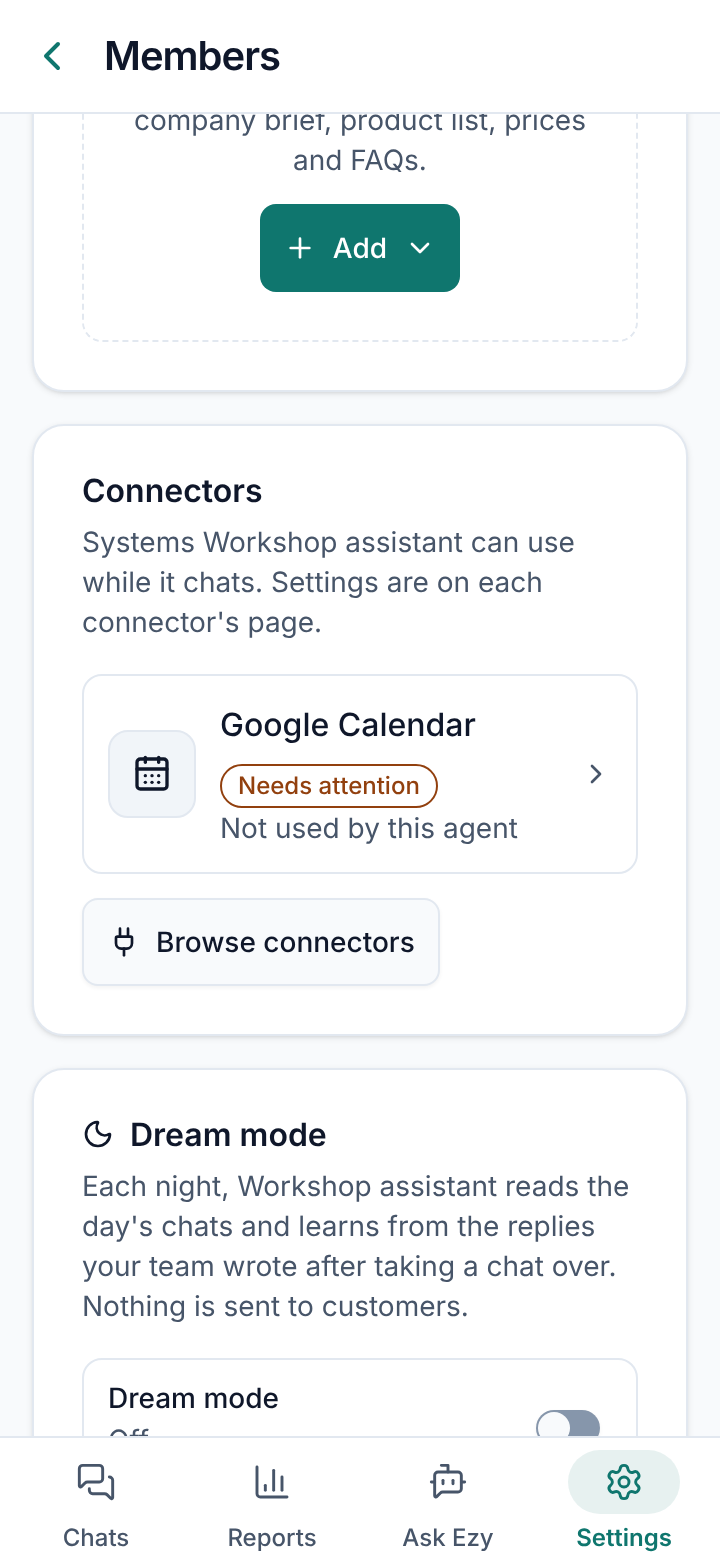 Members
company brief, product list, prices
and FAQs.
Add
Connectors
Systems Workshop assistant can use
while it chats. Settings are on each
connector's page.
Google Calendar
Needs attention
Not used by this agent
Browse connectors
Dream mode
Each night, Workshop assistant reads the
day's chats and learns from the replies
your team wrote after taking a chat over.
Nothing is sent to customers.
Dream mode
Off
Chats
Reports
Ask Ezy
Settings